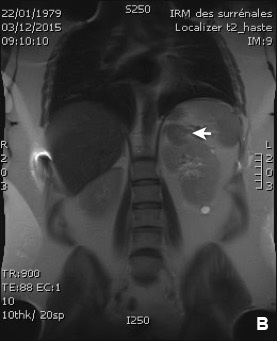 22/01/1979
03/12/2015
09:10:10
S250
IRM des surrénales
Localizer t2_haste
IM:9
R
2
0
3
L
2
0
3
TR:900
TE:88 EC:1
10
10thk/ 20sp
I250
B